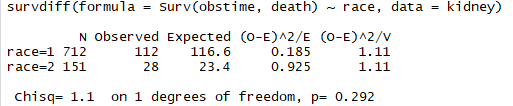 survdiff(formula = Surv(obstime, death) ~ race, data = kidney)
N Observed Expected (O-E)^2/E (O-E)^2/V
race=1 712 112 116.6 0.185 1.11
race=2 151 28 23.4 0.925 1.11
Chisq= 1.1 on 1 degrees of freedom, p= 0.292